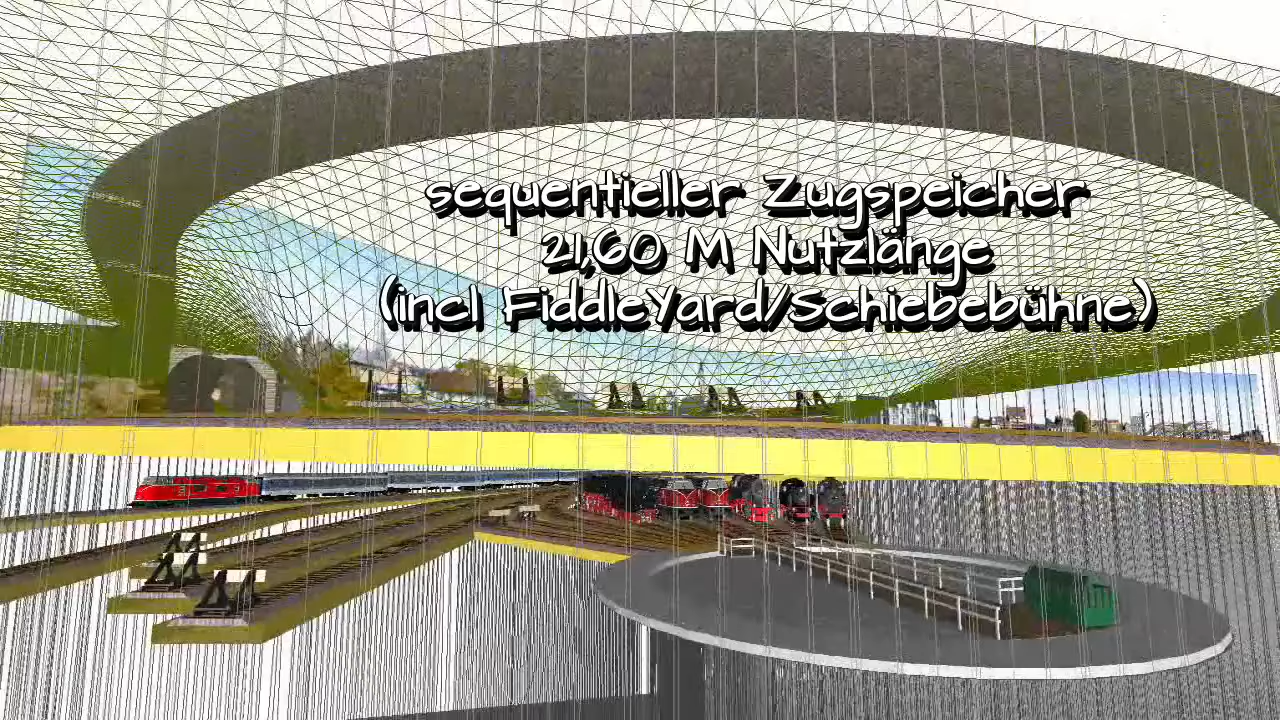 sequentieller Zugspeicher
21,60 M Nutzlänge
(incl FiddleYard/Schiebebühne)